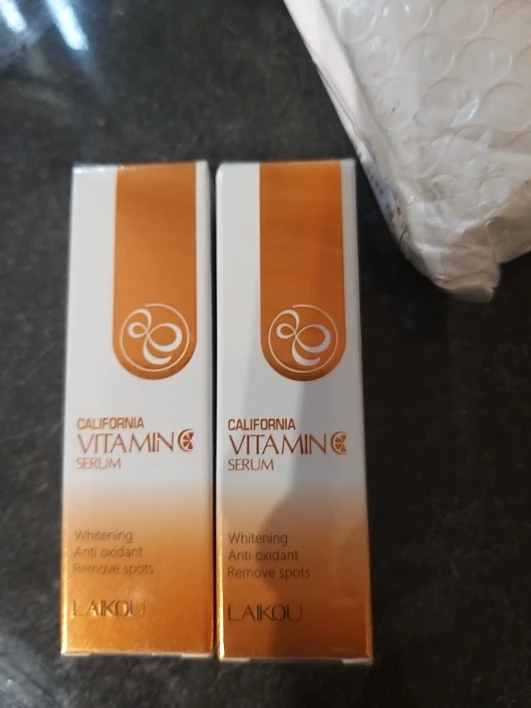 CALIFORNIA
VITAMIN C
SERUM
Whitening
Anti oxidant
Remove spots
LAIKOU
CALIFORNIA
VITAMIN C
SERUM
Whitening
Anti oxidant
Remove spots
LAIKOU